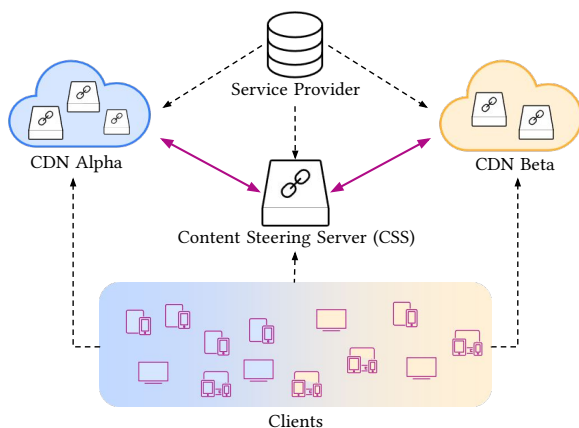 Service Provider
CDN Alpha
CDN Beta
Content Steering Server (CSS)
Clients